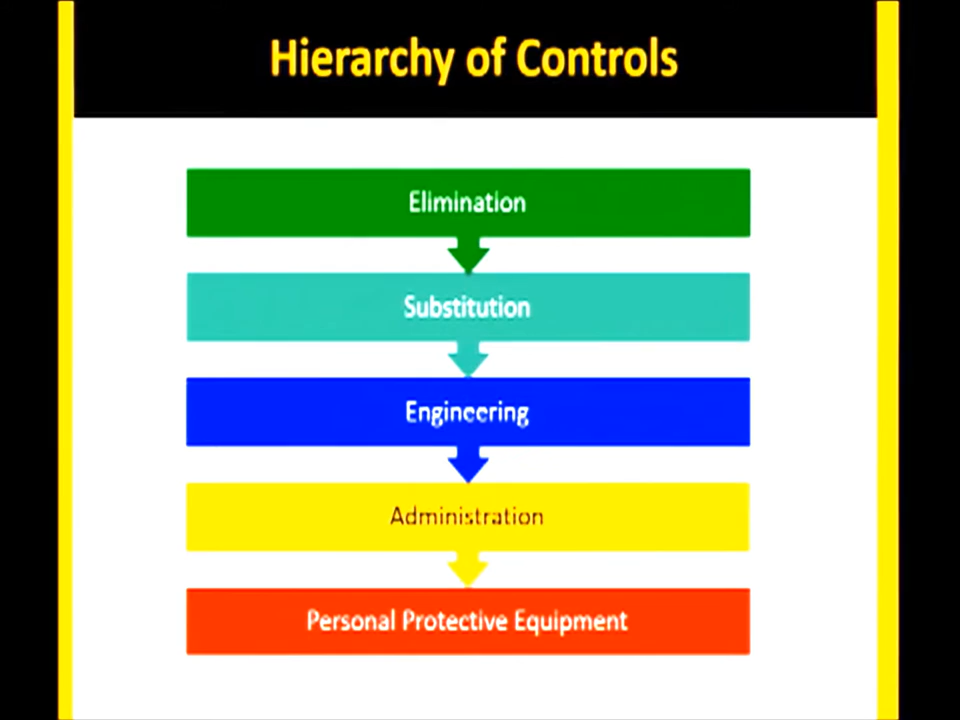 Hierarchy of Controls
Elimination
Substitution
Engineering
Administration
Personal Protective Equipment